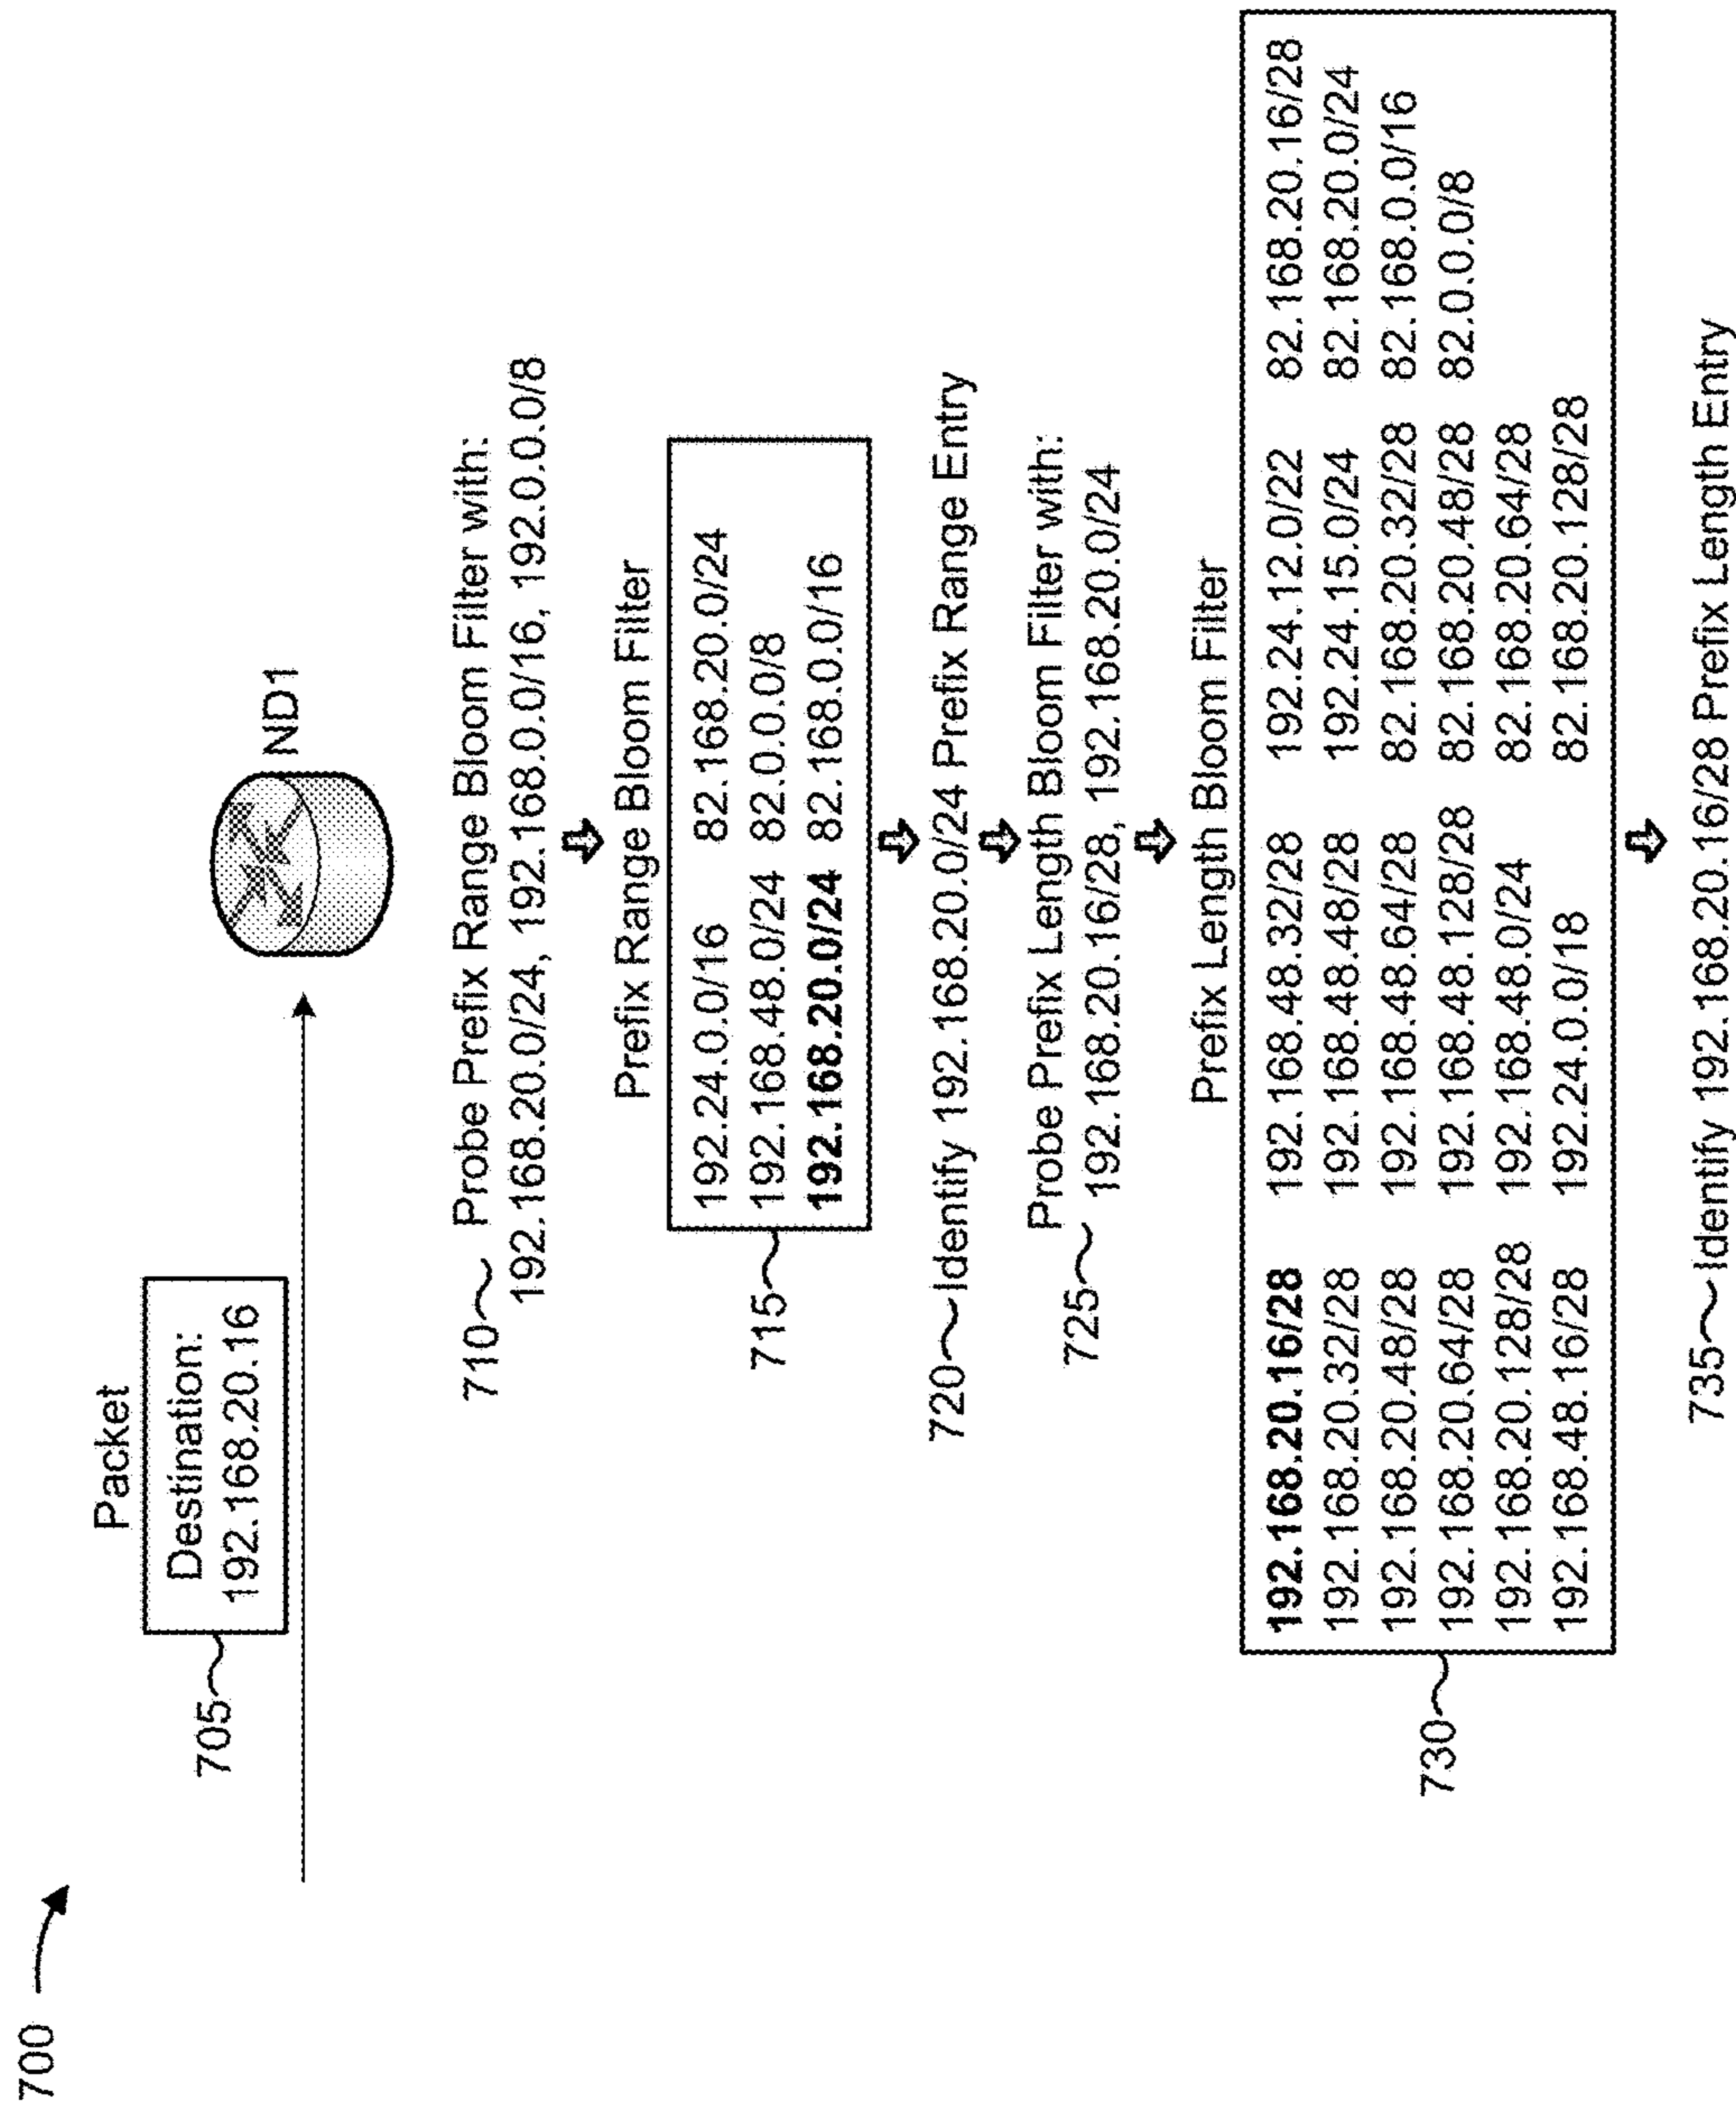 700
Packet
Destination:
192.168.20.16
705
ND1
710 Probe Prefix Range Bloom Filter with:
192.168.20.0/24, 192.168.0.0/16, 192.0.0.0/8
Prefix Range Bloom Filter
192.24.0.0/16 82.168.20.0/24
192.168.48.0/24 82.0.0.0/8
192.168.20.0/24 82.168.0.0/16
715
720 Identify 192.168.20.0/24 Prefix Range Entry
Probe Prefix Length Bloom Filter with:
725 192.168.20.16/28, 192.168.20.0/24
Prefix Length Bloom Filter
192.168.20.16/28 192.168.48.32/28 192.24.12.0/22 82.168.20.16/28
192.168.20.32/28 192.168.48.48/28 192.24.15.0/24 82.168.20.0/24
192.168.20.48/28 192.168.48.64/28 82.168.20.32/28 82.168.0.0/16
192.168.20.64/28 192.168.48.128/28 82.168.20.48/28 82.0.0.0/8
192.168.20.128/28 192.168.48.0/24 82.168.20.64/28
192.168.48.16/28 192.24.0.0/18 82.168.20.128/28
730
735 Identify 192.168.20.16/28 Prefix Length Entry